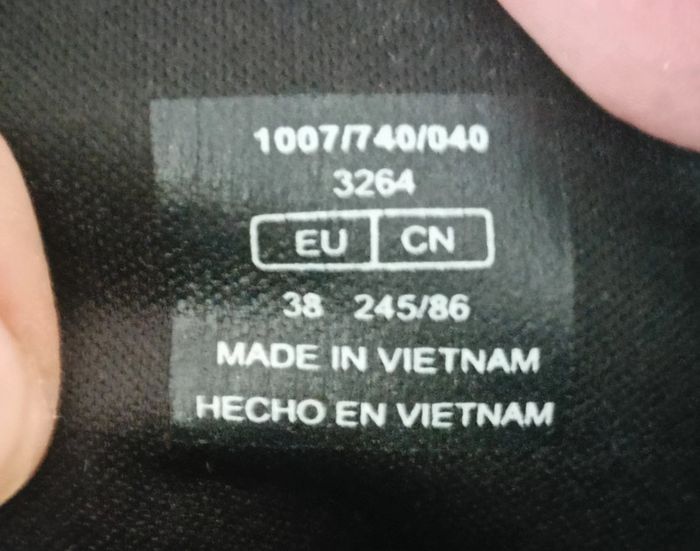 1007/740/040
3264
EU CN
38 245/86
MADE IN VIETNAM
HECHO EN VIETNAM